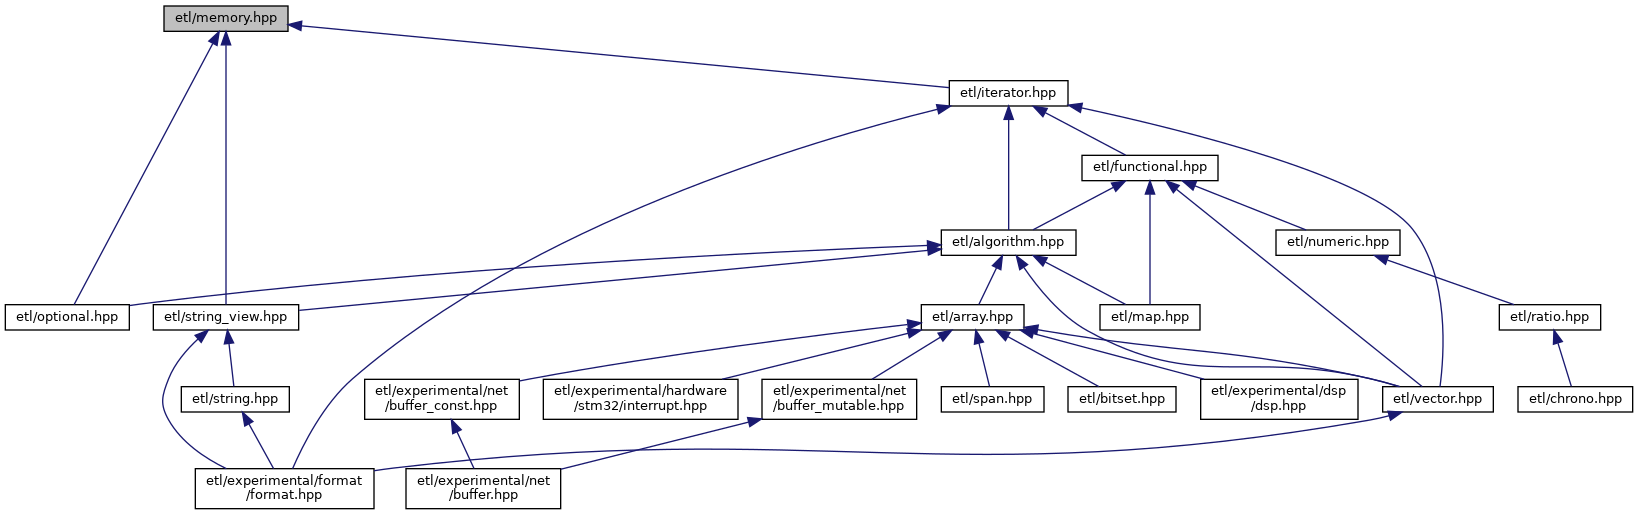 etl/memory.hpp
etl/iterator.hpp
etl/functional.hpp
etl/algorithm.hpp
etl/numeric.hpp
etl/optional.hpp
etl/string_view.hpp
etl/array.hpp
etl/map.hpp
etl/ratio.hpp
etl/string.hpp
etl/experimental/net
/buffer_const.hpp
etl/experimental/hardware
/stm32/interrupt.hpp
etl/experimental/net
/buffer_mutable.hpp
etl/span.hpp
etl/bitset.hpp
etl/experimental/dsp
/dsp.hpp
etl/vector.hpp
etl/chrono.hpp
etl/experimental/format
/format.hpp
etl/experimental/net
/buffer.hpp